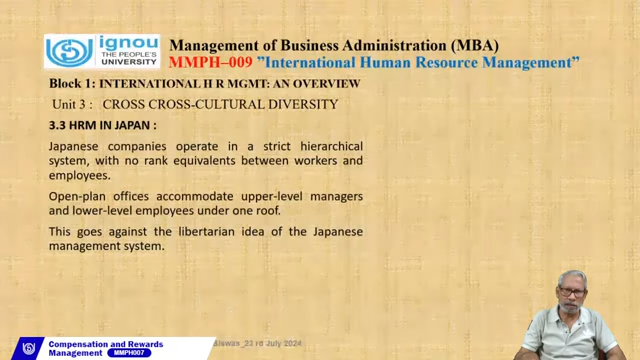 ignou
THE PEOPLE'S
UNIVERSITY
Management of Business Administration (MBA)
MMPH–009 ”International Human Resource Management”
Block 1: INTERNATIONAL H R MGMT: AN OVERVIEW
Unit 3 : CROSS CROSS-CULTURAL DIVERSITY
3.3 HRM IN JAPAN :
Japanese companies operate in a strict hierarchical
system, with no rank equivalents between workers and
employees.
Open-plan offices accommodate upper-level managers
and lower-level employees under one roof.
This goes against the libertarian idea of the Japanese
management system.
Compensation and Rewards
Management MMPH007
Biswas_23 rd July 2024